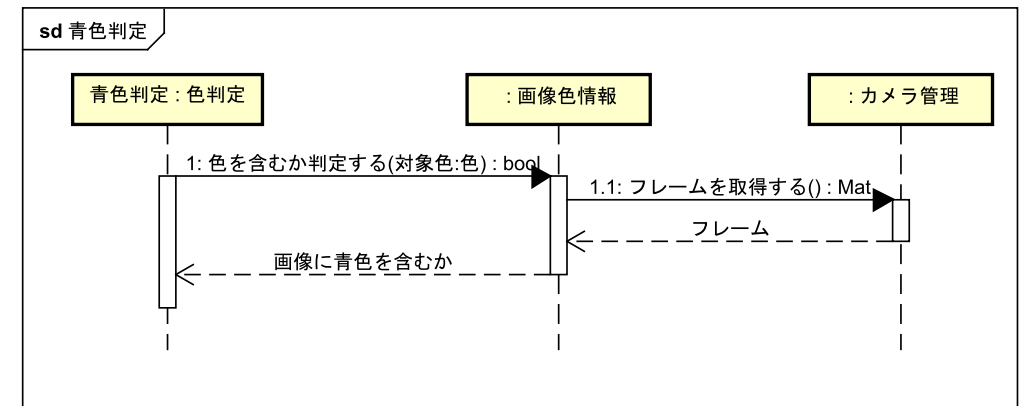 sd 青色判定
青色判定 : 色判定
: 画像色情報
: カメラ管理
1: 色を含むか判定する(対象色:色) : bool
1.1: フレームを取得する() : Mat
フレーム
画像に青色を含むか